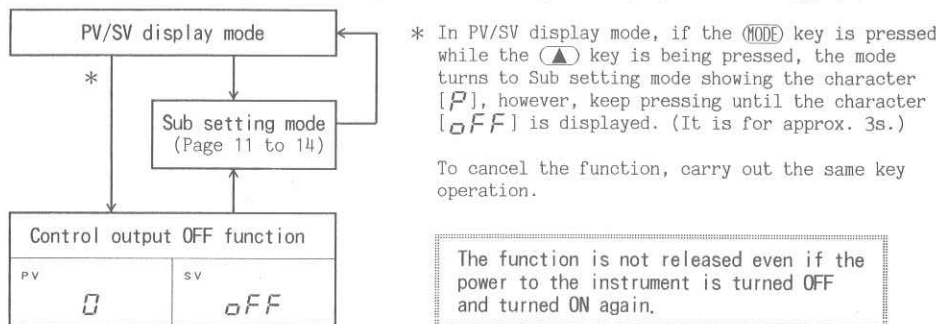 PV/SV display mode
*
Sub setting mode
(Page 11 to 14)
Control output OFF function
PV
SV
0
oFF
* In PV/SV display mode, if the MODE key is pressed
while the ▲ key is being pressed, the mode
turns to Sub setting mode showing the character
[P], however, keep pressing until the character
[oFF] is displayed. (It is for approx. 3s.)
To cancel the function, carry out the same key
operation.
The function is not released even if the
power to the instrument is turned OFF
and turned ON again.